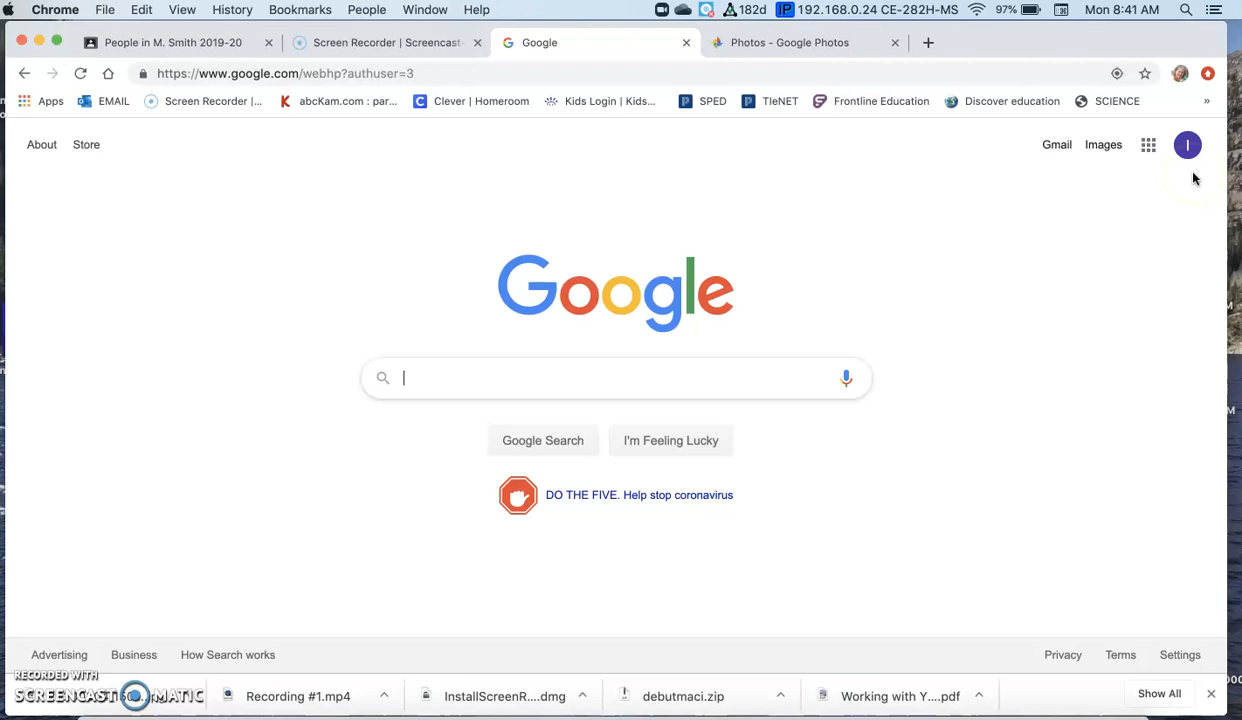 Chrome File Edit View History Bookmarks People Window Help 182d IP 192.168.0.24 CE-282H-MS 97% Mon 8:41 AM
People in M. Smith 2019-20 Screen Recorder | Screencast- Google Photos - Google Photos
https://www.google.com/webhp?authuser=3
Apps EMAIL Screen Recorder |... abcKam.com : par... Clever | Homeroom Kids Login | Kids... SPED TIeNET Frontline Education Discover education SCIENCE »
About Store Gmail Images I
Google
Google Search I'm Feeling Lucky
DO THE FIVE. Help stop coronavirus
Advertising Business How Search works Privacy Terms Settings
RECORDED WITH
SCREENCAST MATIC Recording #1.mp4 InstallScreenR....dmg debutmaci.zip Working with Y....pdf Show All